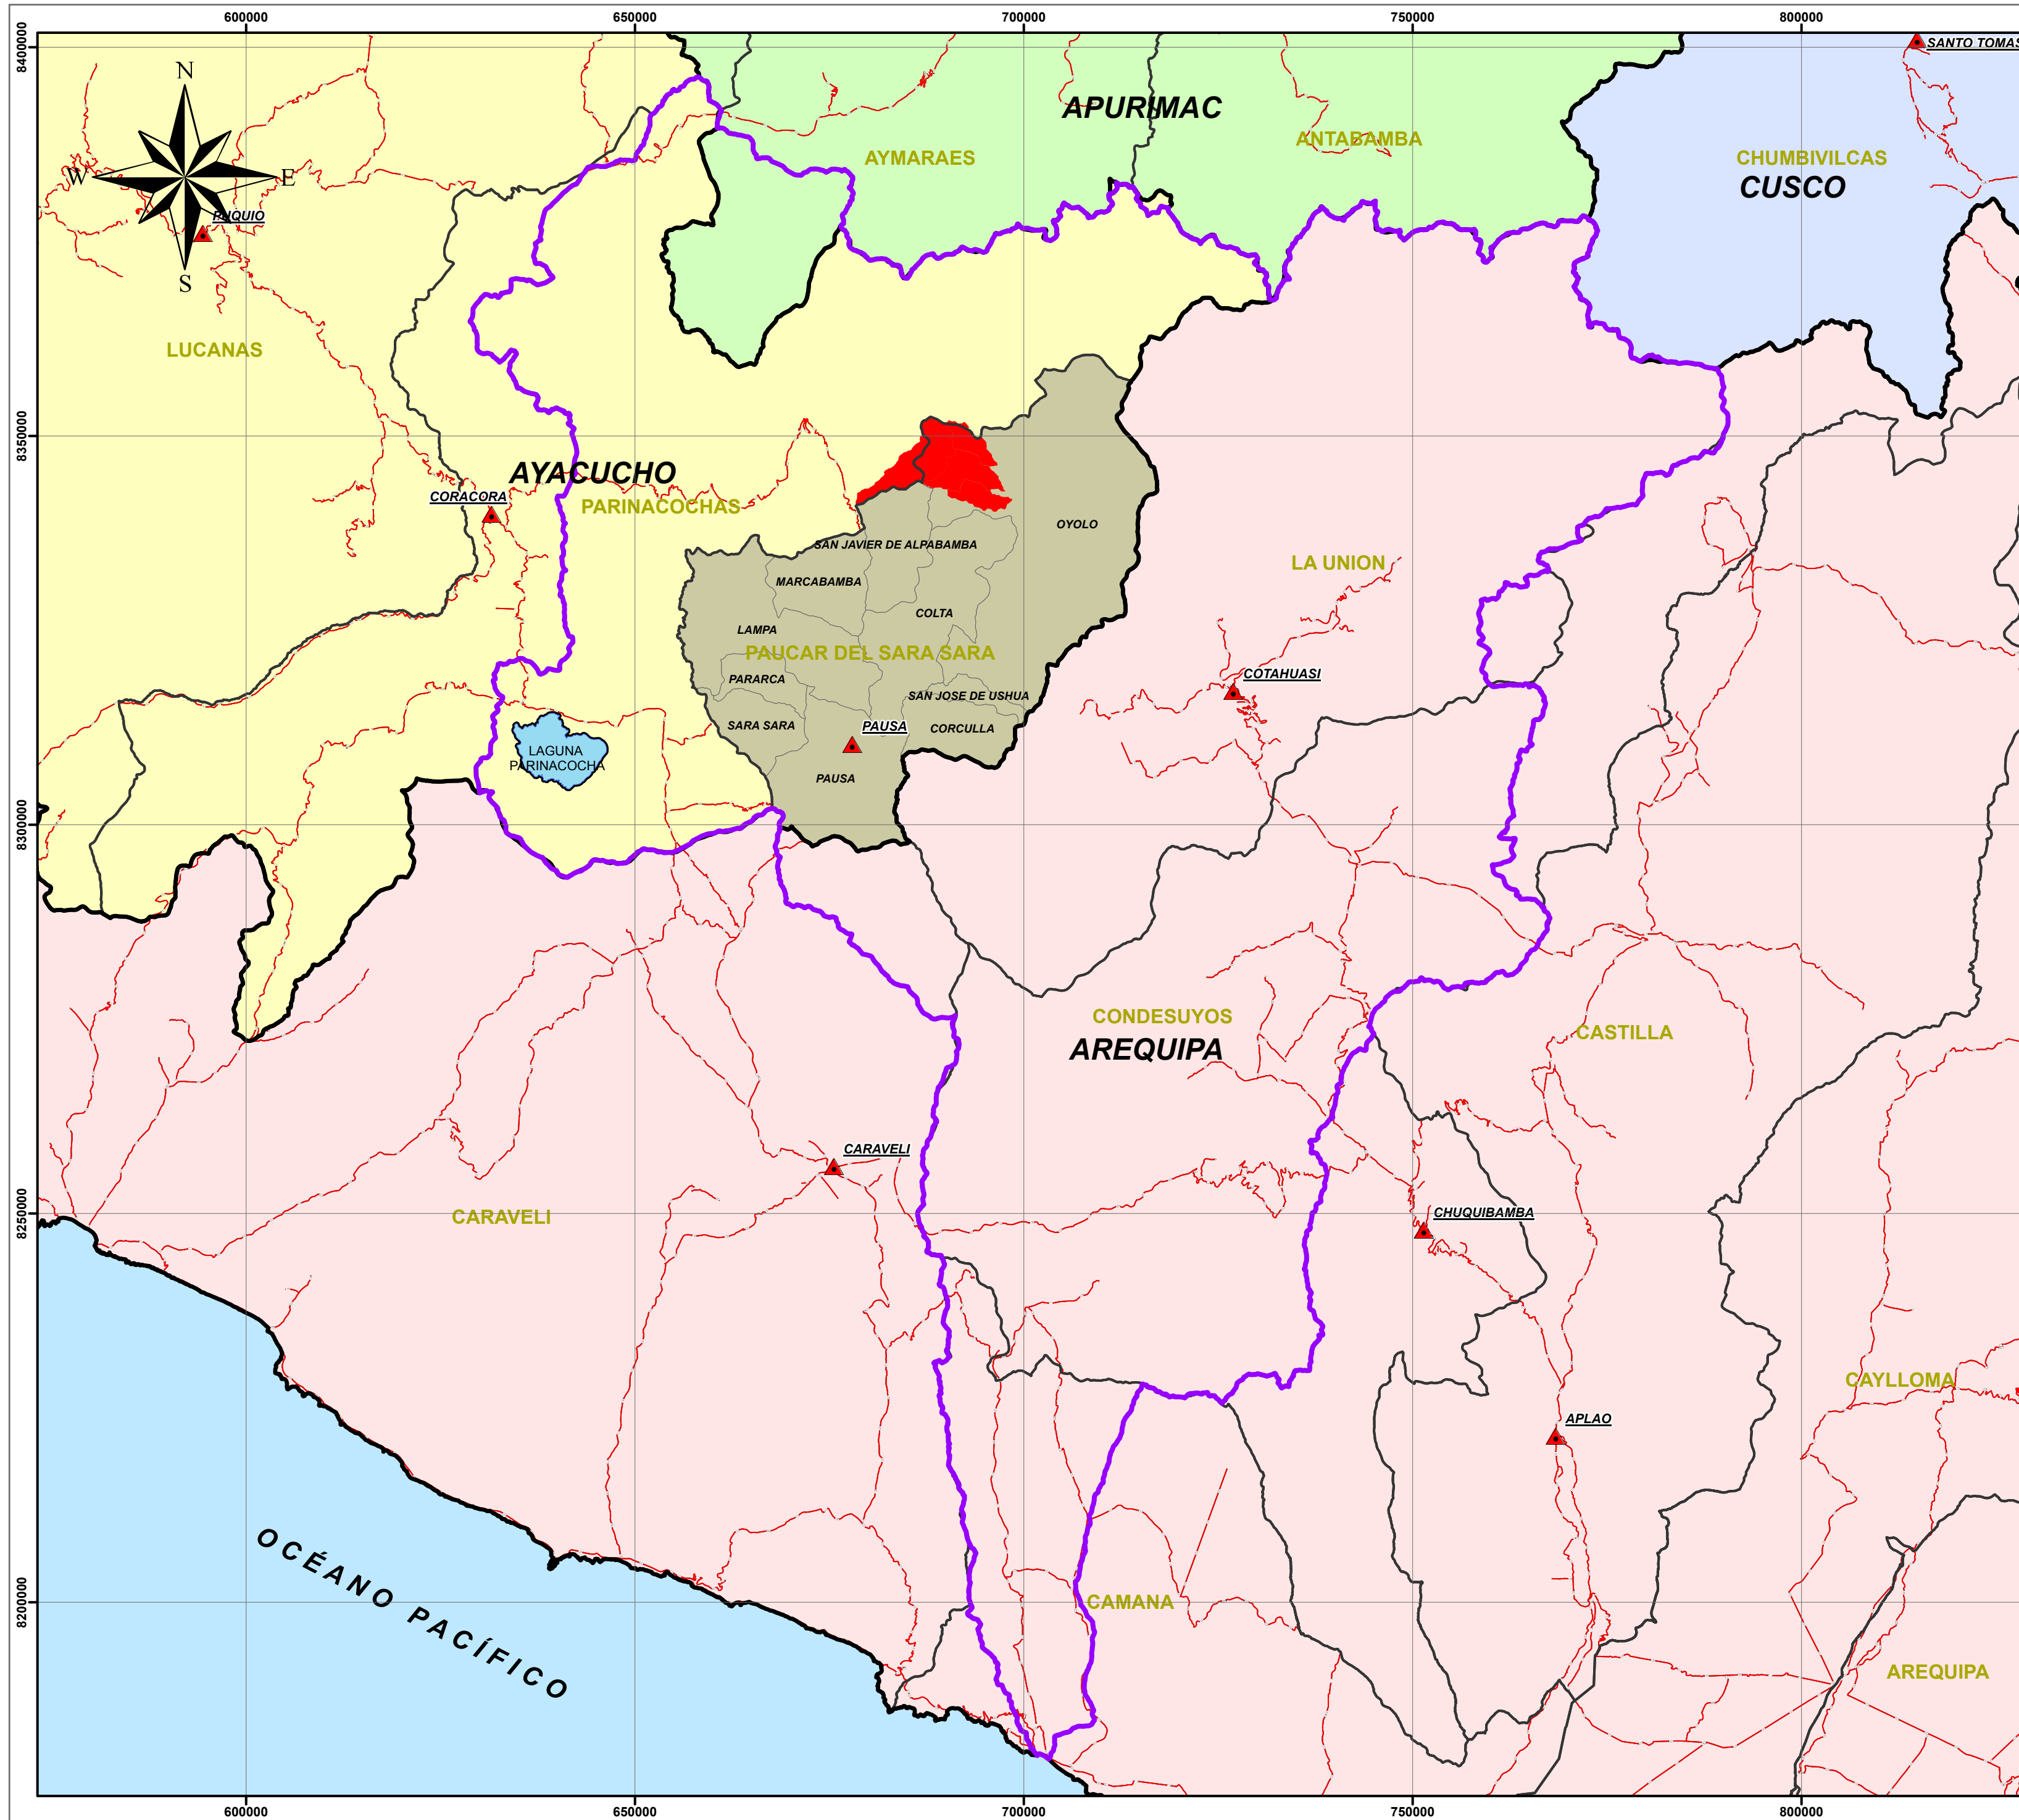 600000
650000
700000
750000
800000
8400000
8350000
8300000
8250000
8200000
N
W
E
S
SANTO TOMAS
APURIMAC
ANTABAMBA
AYMARAES
CHUMBIVILCAS
CUSCO
PUQUIO
LUCANAS
AYACUCHO
CORACORA
PARINACOCHAS
OYOLO
SAN JAVIER DE ALPABAMBA
MARCABAMBA
LA UNION
COLTA
LAMPA
PAUCAR DEL SARA SARA
COTAHUASI
PARARCA
SAN JOSE DE USHUA
SARA SARA
PAUSA
CORCULLA
LAGUNA
PARINACOCHA
PAUSA
CONDESUYOS
CASTILLA
AREQUIPA
CARAVELI
CARAVELI
CHUQUIBAMBA
CAYLLOMA
APLAO
OCÉANO PACÍFICO
CAMANA
AREQUIPA
600000
650000
700000
750000
800000